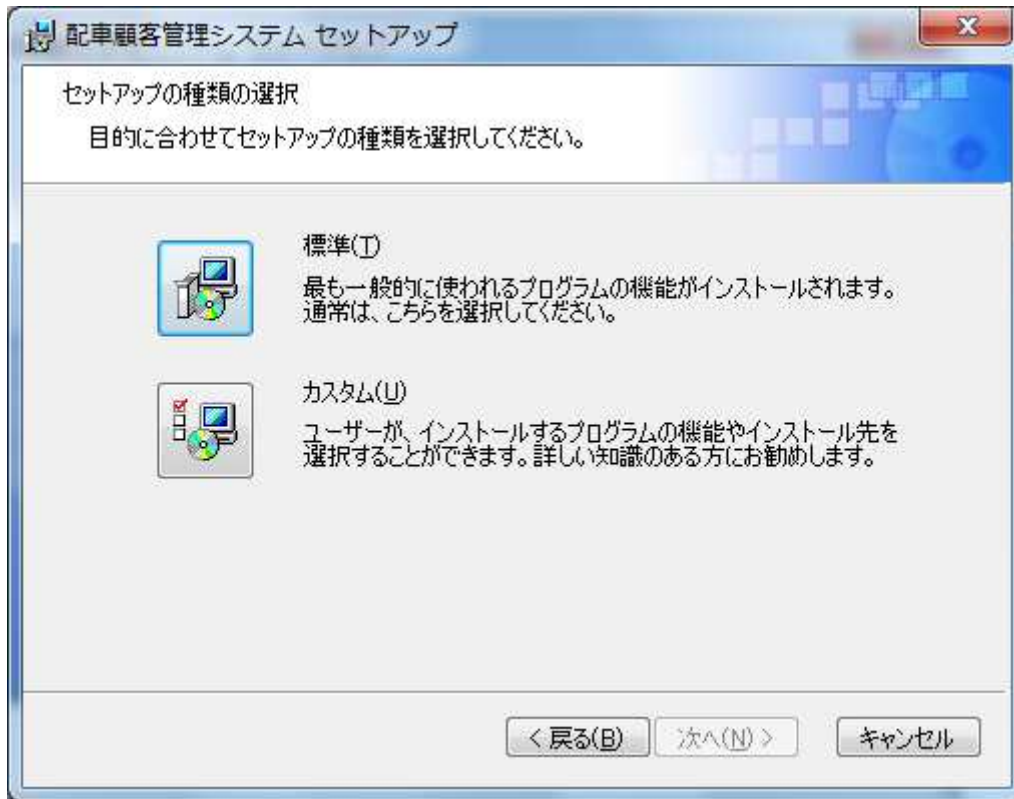 配車顧客管理システム セットアップ
セットアップの種類の選択
目的に合わせてセットアップの種類を選択してください。
標準(T)
最も一般的に使われるプログラムの機能がインストールされます。
通常は、こちらを選択してください。
カスタム(U)
ユーザーが、インストールするプログラムの機能やインストール先を
選択することができます。詳しい知識のある方にお勧めします。
< 戻る(B)
次へ(N) >
キャンセル